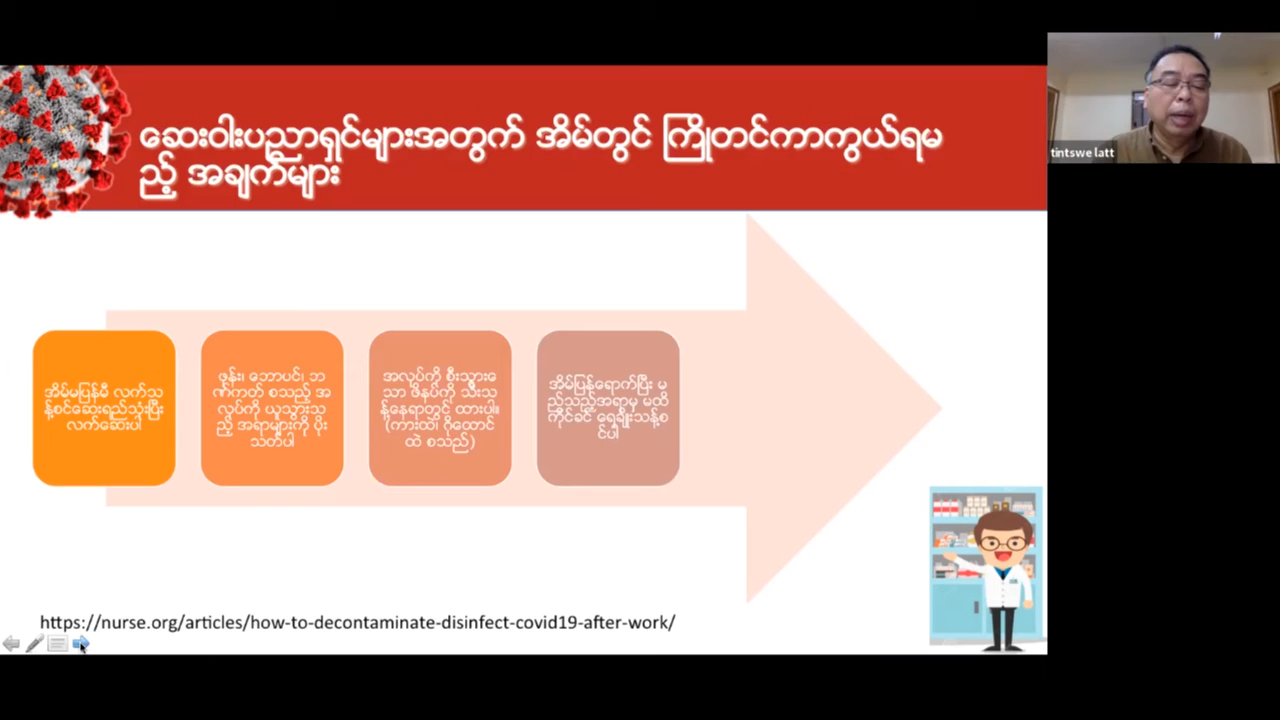 ဆေးဝါးပညာရှင်များအတွက် အိမ်တွင် ကြိုတင်ကာကွယ်ရမ
ည့် အချက်များ
အိမ်မပြန်မီ လက်သ
န့်စင်ဆေးရည်သုံးပြီး
လက်ဆေးပါ
ဖုန်း၊ ဘောပင်၊ ဘ
ဏ်ကတ် စသည့် အ
လုပ်ကို ယူသွားသ
ည့် အရာများကို ပိုး
သတ်ပါ
အလုပ်ကို စီးသွားေ
သာ ဖိနပ်ကို သီးသ
န့်နေရာတွင် ထားပါ။
(ကားထဲ၊ ဂိုထောင်
ထဲ စသည်)
အိမ်ပြန်ရောက်ပြီး မ
ည်သည့်အရာမှ မထိ
ကိုင်ခင် ရေချိုးသန့်စ
င်ပါ
https://nurse.org/articles/how-to-decontaminate-disinfect-covid19-after-work/
tintswe latt